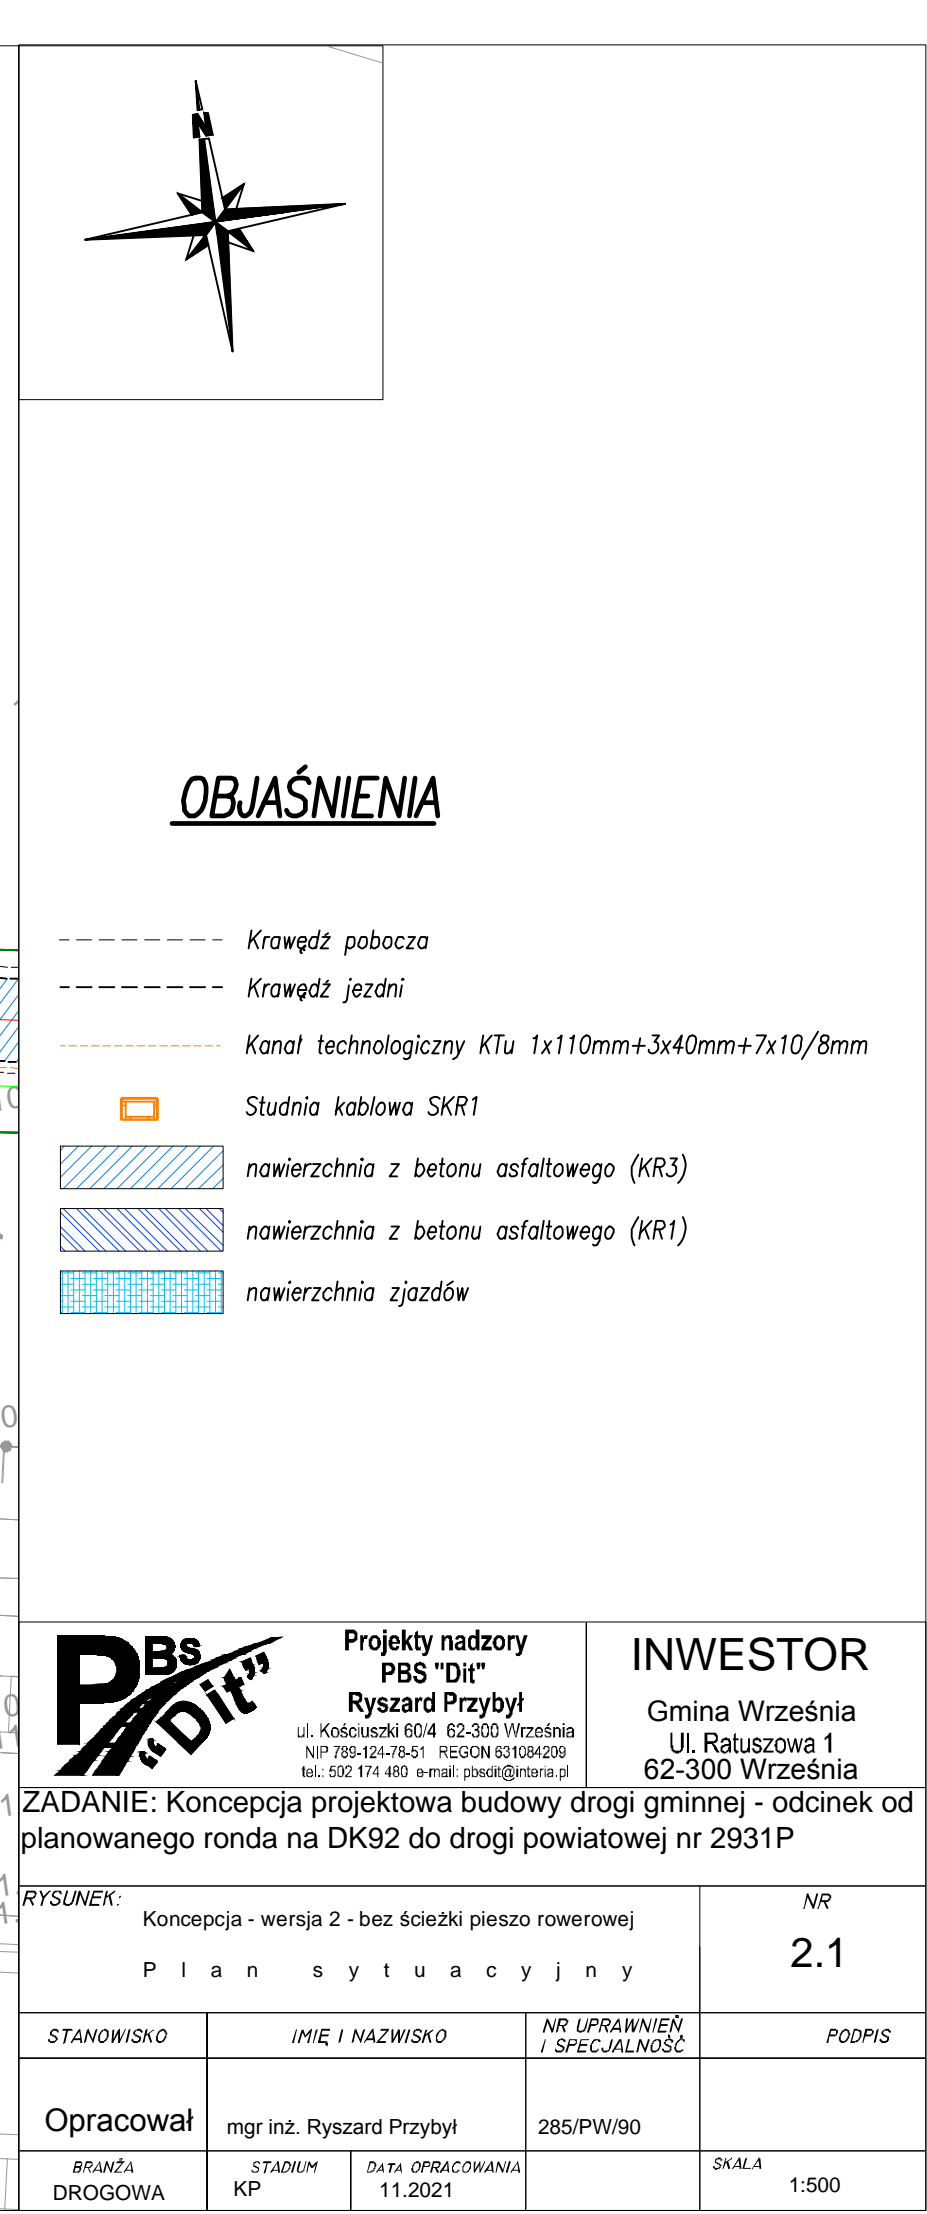 N
OBJAŚNIENIA
Krawędź pobocza
Krawędź jezdni
Kanał technologiczny KTu 1x110mm+3x40mm+7x10/8mm
Studnia kablowa SKR1
nawierzchnia z betonu asfaltowego (KR3)
nawierzchnia z betonu asfaltowego (KR1)
nawierzchnia zjazdów
PBs
“Dit”
Projekty nadzory
PBS "Dit"
Ryszard Przybył
ul. Kościuszki 60/4 62-300 Września
NIP 789-124-78-51 REGON 631084209
tel.: 502 174 480 e-mail: pbsdit@interia.pl
INWESTOR
Gmina Września
Ul. Ratuszowa 1
62-300 Września
ZADANIE: Koncepcja projektowa budowy drogi gminnej - odcinek od
planowanego ronda na DK92 do drogi powiatowej nr 2931P
RYSUNEK:
Koncepcja - wersja 2 - bez ścieżki pieszo rowerowej
Plan sytuacyjny
NR
2.1
STANOWISKO
IMIĘ I NAZWISKO
NR UPRAWNIEŃ
I SPECJALNOŚĆ
PODPIS
Opracował
mgr inż. Ryszard Przybył
285/PW/90
BRANŻA
DROGOWA
STADIUM
KP
DATA OPRACOWANIA
11.2021
SKALA
1:500